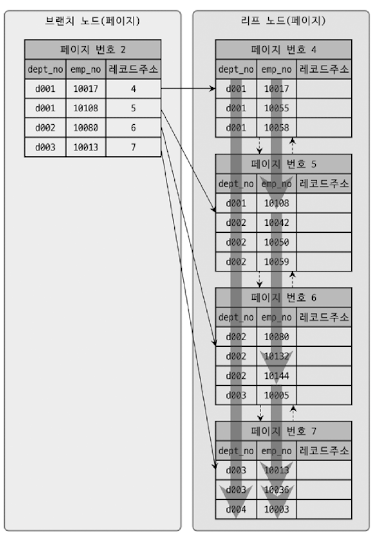 브랜치 노드(페이지)
페이지 번호 2
dept_no emp_no 레코드주소
d001 10017 4
d001 10108 5
d002 10080 6
d003 10013 7
리프 노드(페이지)
페이지 번호 4
dept_no emp_no 레코드주소
d001 10017
d001 10055
d001 10058
페이지 번호 5
dept_no emp_no 레코드주소
d001 10108
d002 10042
d002 10050
d002 10059
페이지 번호 6
dept_no emp_no 레코드주소
d002 10080
d002 10132
d002 10144
d003 10005
페이지 번호 7
dept_no emp_no 레코드주소
d003 10013
d003 10036
d004 10003